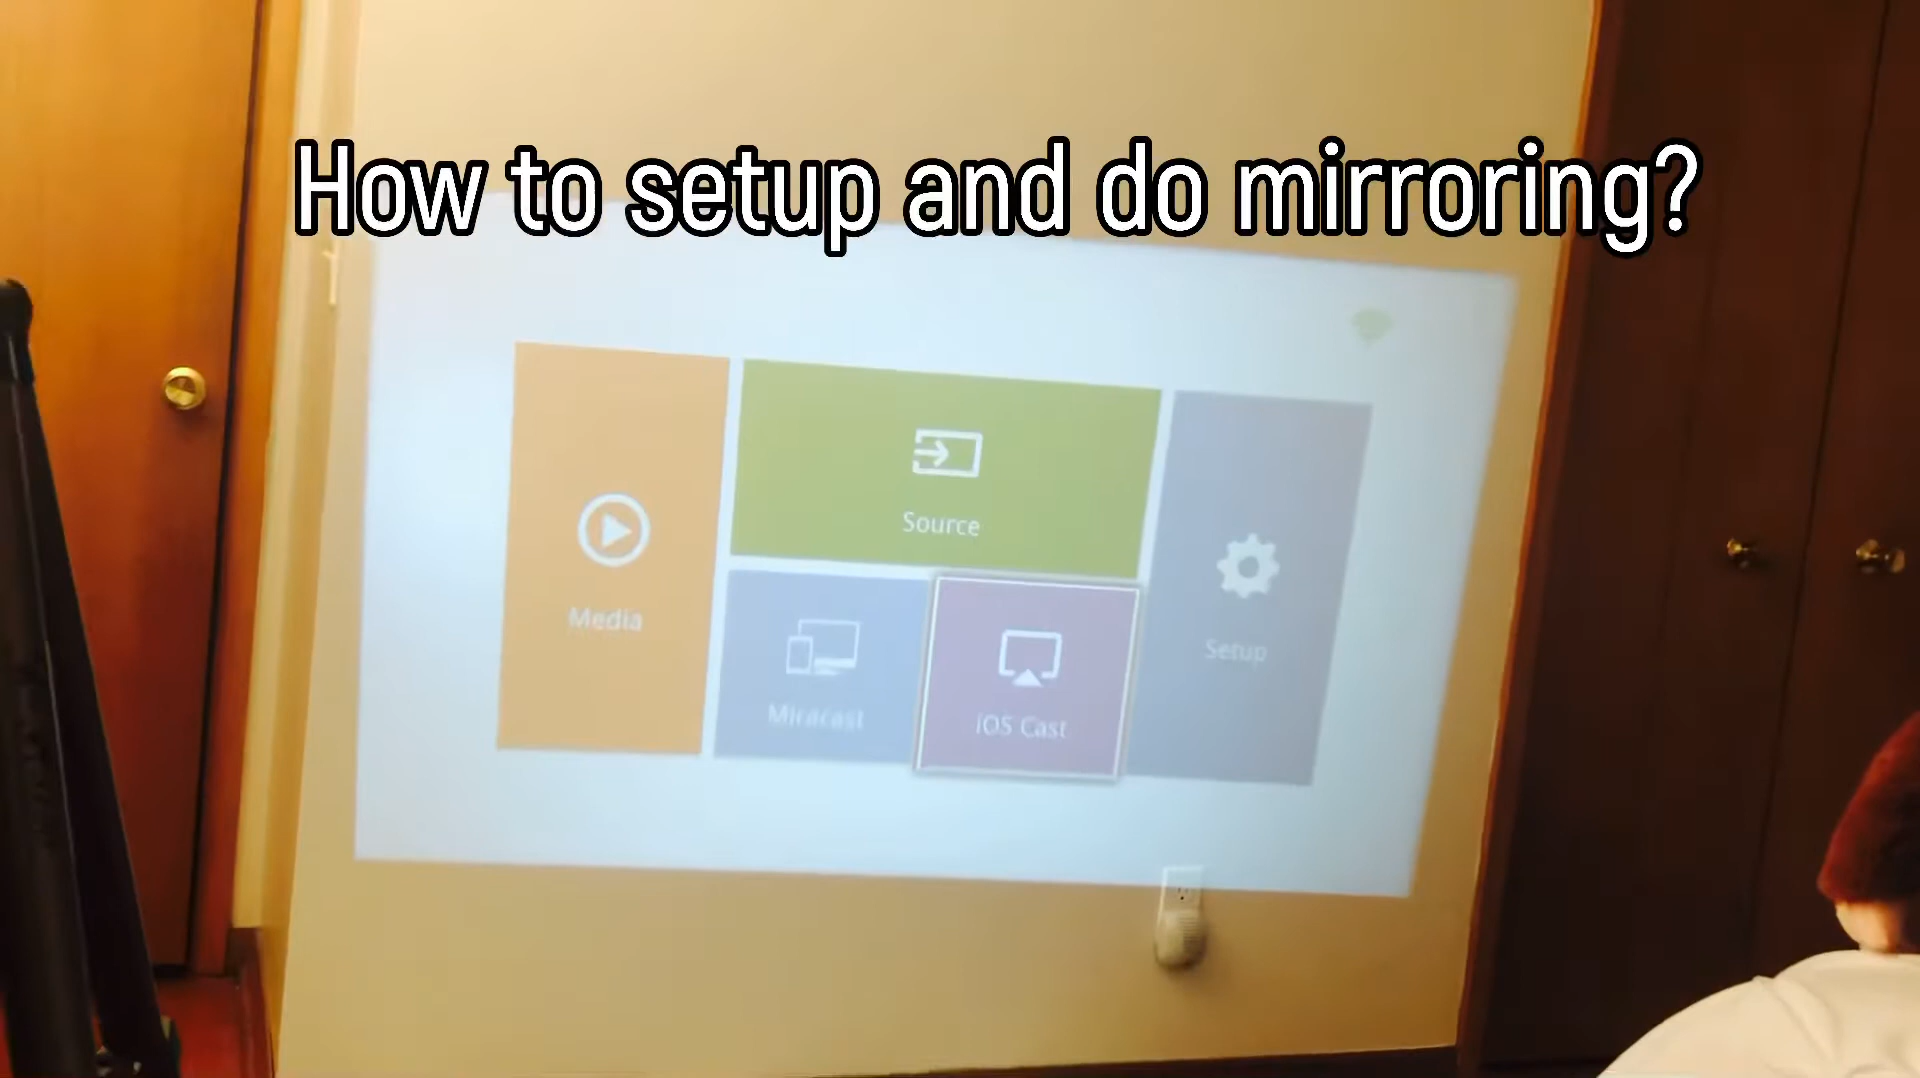 How to setup and do mirroring?
Source
Media
Setup
Miracast
iOS Cast